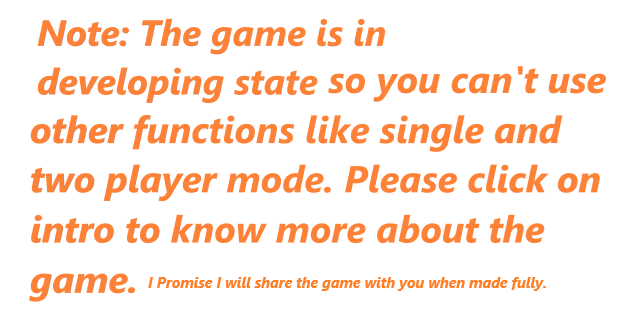 Note: The game is in
developing state so you can't use
other functions like single and
two player mode. Please click on
intro to know more about the
game. I Promise I will share the game with you when made fully.